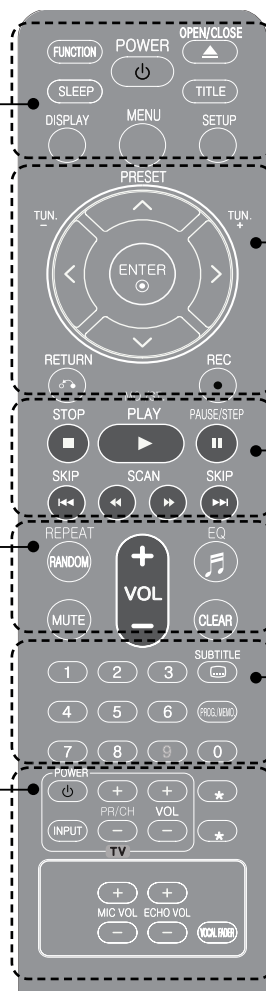 OPEN/CLOSE
FUNCTION POWER
SLEEP TITLE
DISPLAY MENU SETUP
PRESET
TUN. TUN.
- +
ENTER
RETURN REC
STOP PLAY PAUSE/STEP
SKIP SCAN SKIP
REPEAT EQ
RANDOM +
VOL
MUTE - CLEAR
SUBTITLE
1 2 3
4 5 6 PROG./MEMO.
7 8 9 0
POWER + + *
PR/CH VOL
INPUT - - *
TV
+ +
MIC VOL ECHO VOL
- - VOCAL FADER